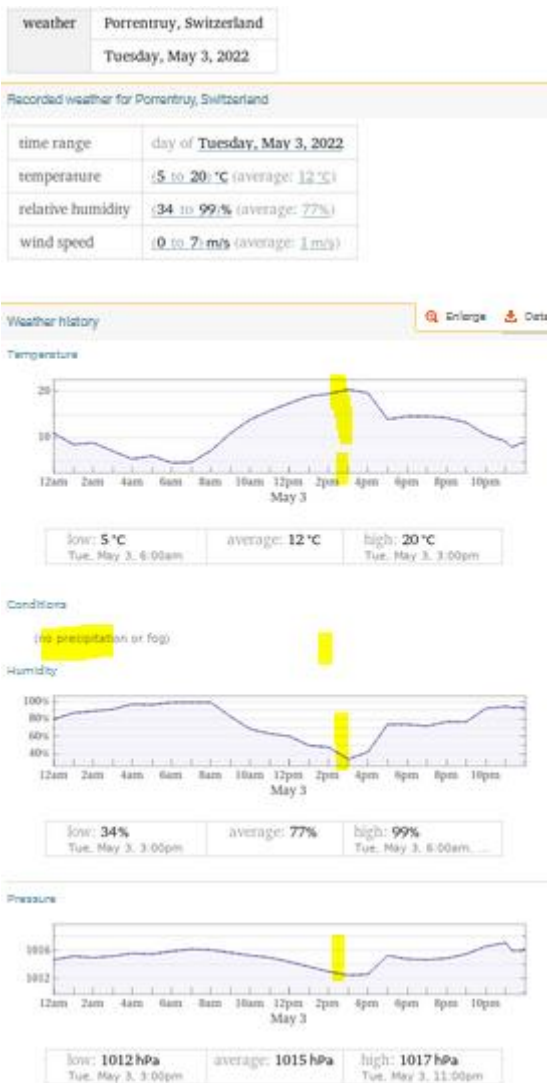 weather Porrentruy, Switzerland
Tuesday, May 3, 2022
Recorded weather for Porrentruy, Switzerland
time range day of Tuesday, May 3, 2022
temperature (5 to 20) °C (average: 12 °C)
relative humidity (34 to 99)% (average: 77%)
wind speed (0 to 7) m/s (average: 1 m/s)
Weather history Enlarge Data
Temperature
20
10
12am 2am 4am 6am 8am 10am 12pm 2pm 4pm 6pm 8pm 10pm
May 3
low: 5 °C average: 12 °C high: 20 °C
Tue, May 3, 6:00am Tue, May 3, 3:00pm
Conditions
(no precipitation or fog)
Humidity
100%
80%
60%
40%
12am 2am 4am 6am 8am 10am 12pm 2pm 4pm 6pm 8pm 10pm
May 3
low: 34% average: 77% high: 99%
Tue, May 3, 3:00pm Tue, May 3, 6:00am, ...
Pressure
1012
12am 2am 4am 6am 8am 10am 12pm 2pm 4pm 6pm 8pm 10pm
May 3
low: 1012 hPa average: 1015 hPa high: 1017 hPa
Tue, May 3, 3:00pm Tue, May 3, 11:00pm